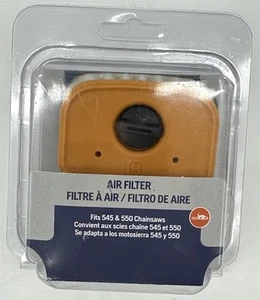 AIR FILTER
FILTRE À AIR / FILTRO DE AIRE
Fits 545 & 550 Chainsaws
Convient aux scies chaîne 545 et 550
Se adapta a los motosierra 545 y 550